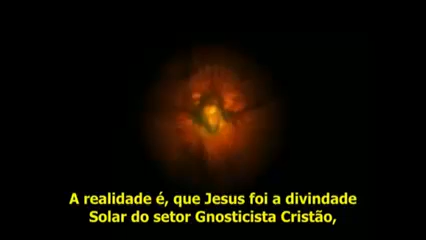 A realidade é, que Jesus foi a divindade
Solar do setor Gnosticista Cristão,